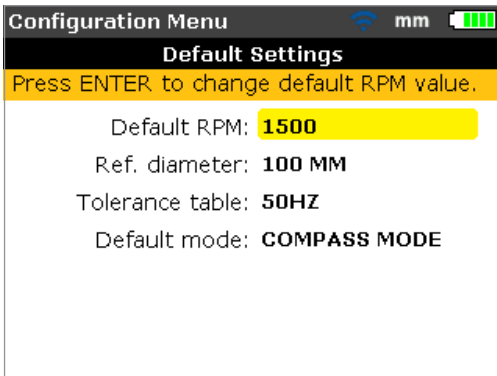 Configuration Menu mm
Default Settings
Press ENTER to change default RPM value.
Default RPM: 1500
Ref. diameter: 100 MM
Tolerance table: 50HZ
Default mode: COMPASS MODE